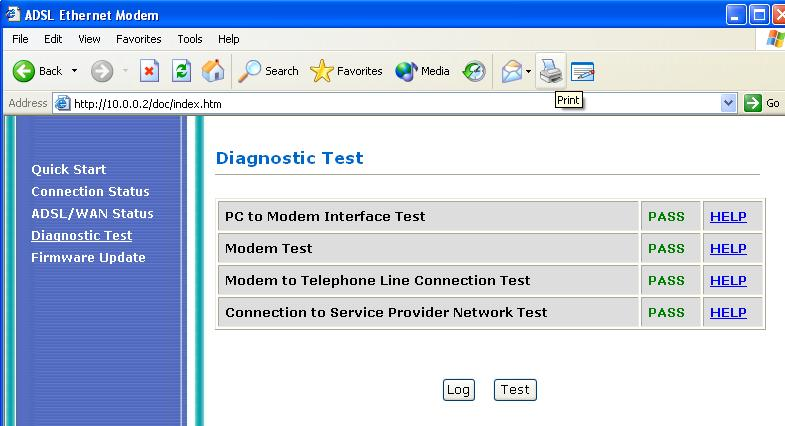 ADSL Ethernet Modem
File Edit View Favorites Tools Help
Back Search Favorites Media
Address http://10.0.0.2/doc/index.htm Go
Print
Quick Start
Connection Status
ADSL/WAN Status
Diagnostic Test
Firmware Update
Diagnostic Test
PC to Modem Interface Test PASS HELP
Modem Test PASS HELP
Modem to Telephone Line Connection Test PASS HELP
Connection to Service Provider Network Test PASS HELP
Log Test